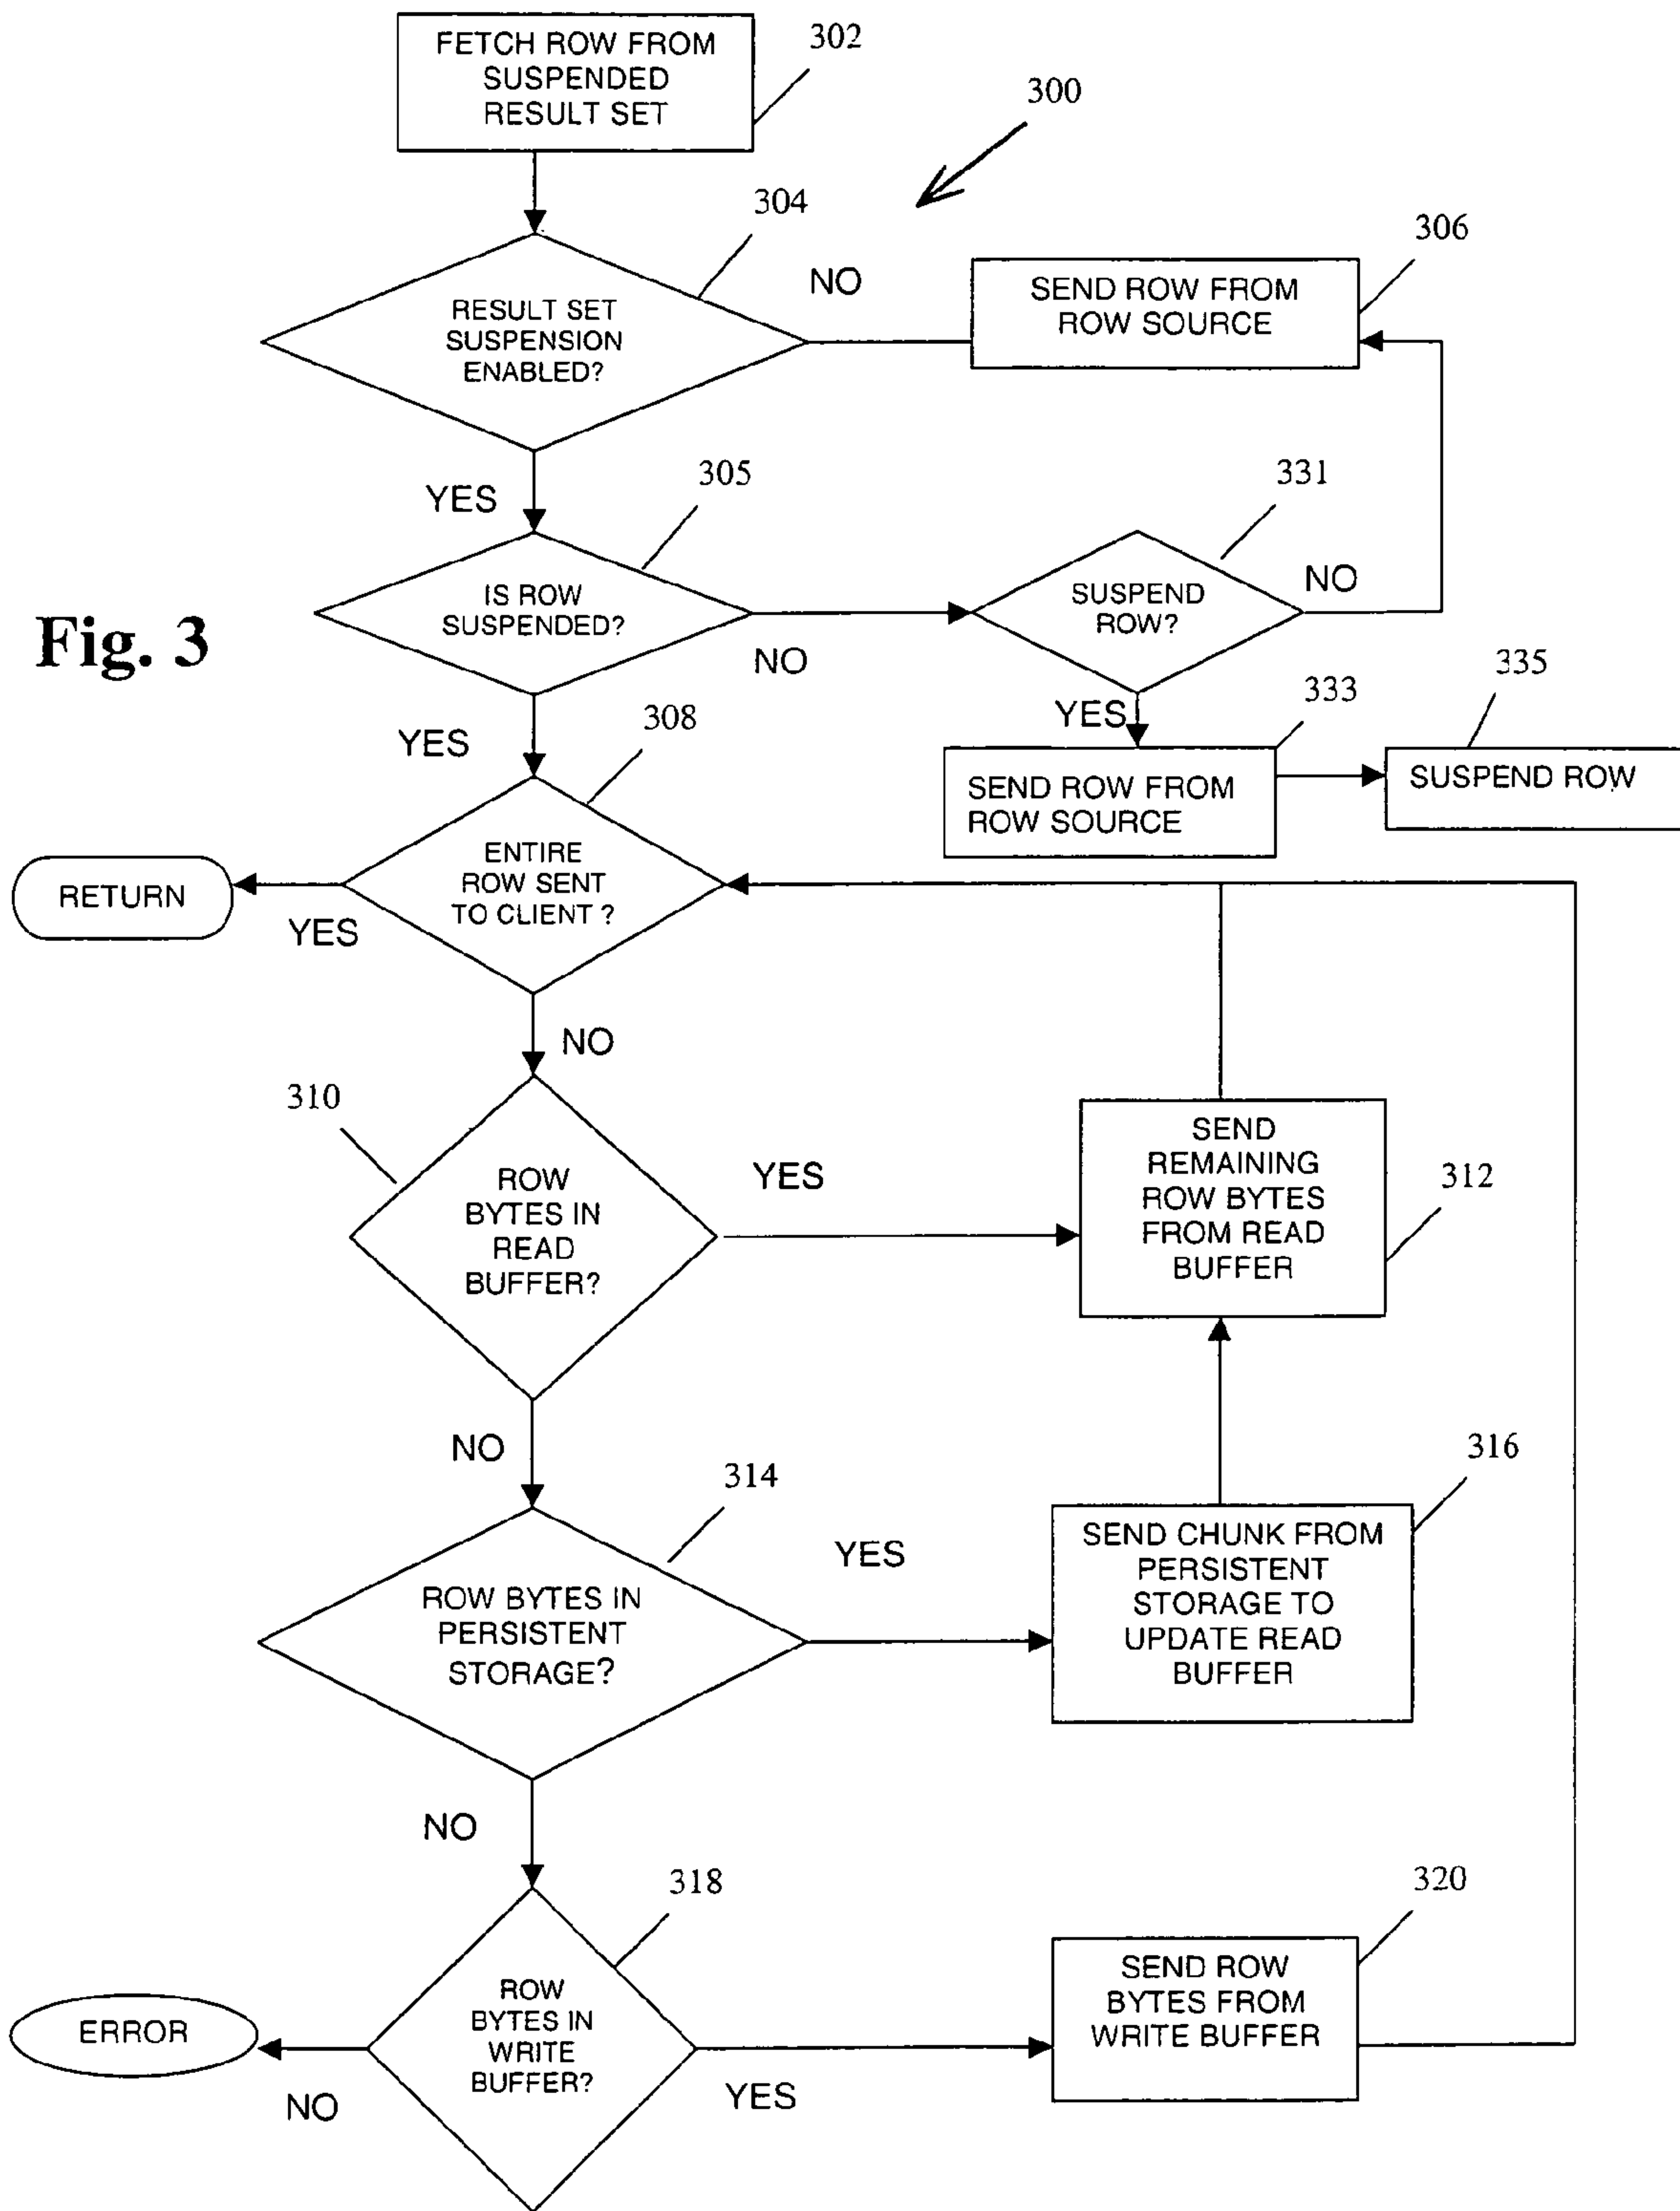 FETCH ROW FROM
SUSPENDED
RESULT SET
302
300
304
RESULT SET
SUSPENSION
ENABLED?
NO
SEND ROW FROM
ROW SOURCE
306
YES
305
IS ROW
SUSPENDED?
NO
331
SUSPEND
ROW?
NO
Fig. 3
YES
333
SEND ROW FROM
ROW SOURCE
335
SUSPEND ROW
YES
308
ENTIRE
ROW SENT
TO CLIENT ?
RETURN
YES
NO
310
ROW
BYTES IN
READ
BUFFER?
YES
SEND
REMAINING
ROW BYTES
FROM READ
BUFFER
312
NO
314
ROW BYTES IN
PERSISTENT
STORAGE?
YES
SEND CHUNK FROM
PERSISTENT
STORAGE TO
UPDATE READ
BUFFER
316
NO
318
ROW
BYTES IN
WRITE
BUFFER?
ERROR
NO
YES
SEND ROW
BYTES FROM
WRITE BUFFER
320